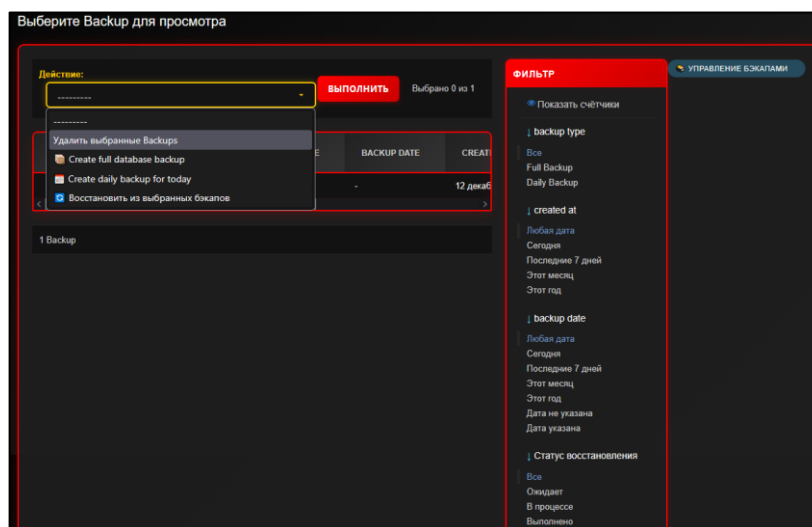 Выберите Backup для просмотра
Действие:
---------
ВЫПОЛНИТЬ
Выбрано 0 из 1
---------
Удалить выбранные Backups
Create full database backup
Create daily backup for today
Восстановить из выбранных бэкапов
BACKUP DATE
-
12
1 Backup
ФИЛЬТР
Показать счётчики
↓ backup type
Все
Full Backup
Daily Backup
↓ created at
Любая дата
Сегодня
Последние 7 дней
Этот месяц
Этот год
↓ backup date
Любая дата
Сегодня
Последние 7 дней
Этот месяц
Этот год
Дата не указана
Дата указана
↓ Статус восстановления
Все
Ожидает
В процессе
Выполнено
УПРАВЛЕНИЕ БЭКАПАМИ